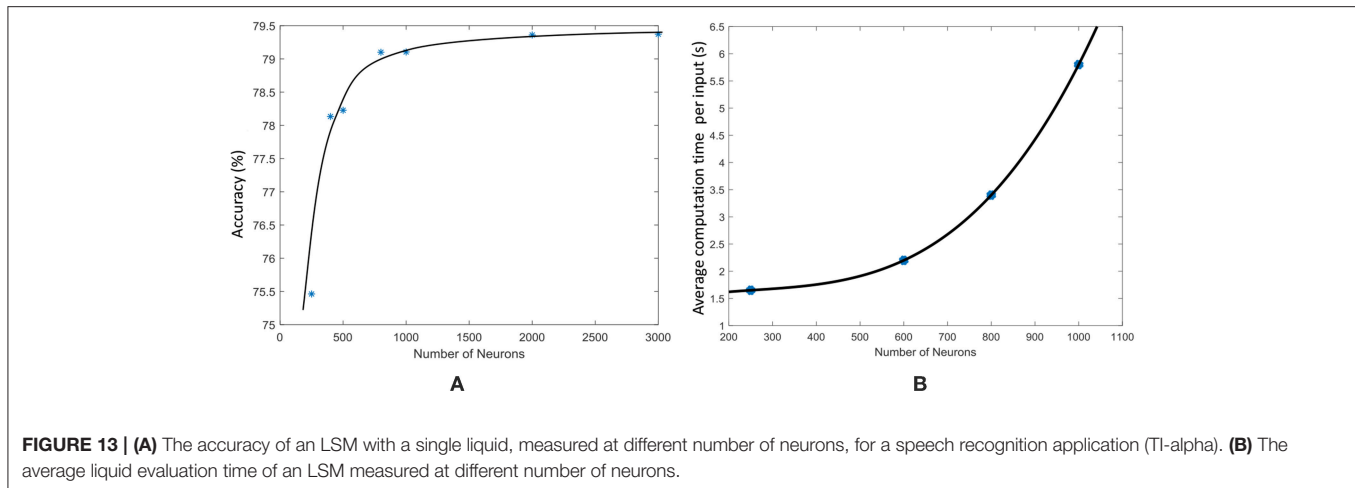 79.5
79
78.5
78
77.5
77
76.5
76
75.5
75
Accuracy (%)
0 500 1000 1500 2000 2500 3000
Number of Neurons
A
6.5
6
5.5
5
4.5
4
3.5
3
2.5
2
1.5
1
Average computation time per input (s)
200 300 400 500 600 700 800 900 1000 1100
Number of Neurons
B
FIGURE 13 | (A) The accuracy of an LSM with a single liquid, measured at different number of neurons, for a speech recognition application (TI-alpha). (B) The
average liquid evaluation time of an LSM measured at different number of neurons.